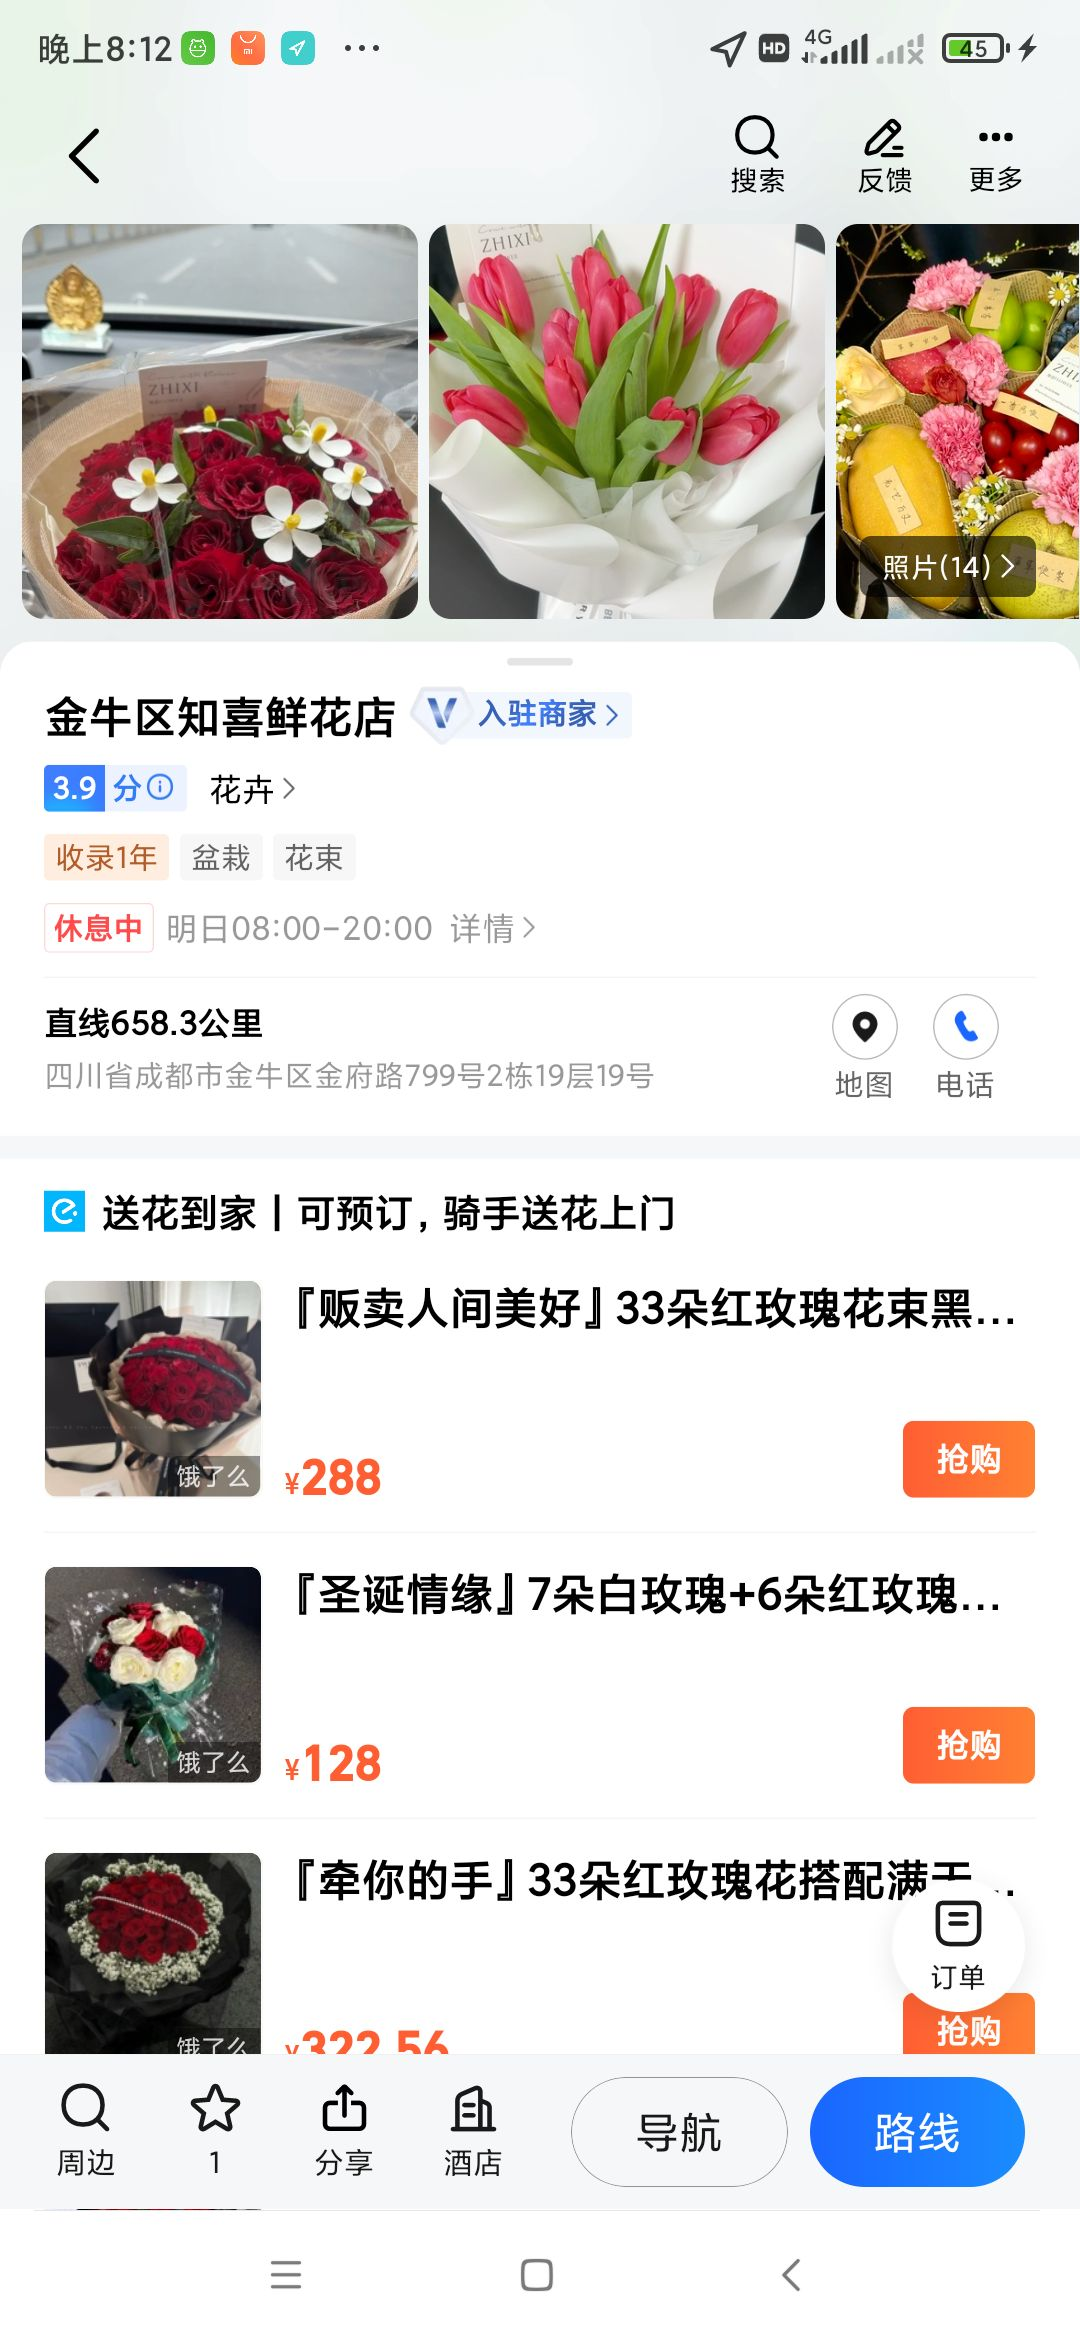 晚上8:12
HD 4G 45
搜索 反馈 更多
ZHIXI
ZHIXI
照片(14)
金牛区知喜鲜花店 V 入驻商家
3.9 分 花卉
收录1年 盆栽 花束
休息中 明日08:00-20:00 详情
直线658.3公里
四川省成都市金牛区金府路799号2栋19层19号
地图 电话
送花到家 | 可预订, 骑手送花上门
『贩卖人间美好』33朵红玫瑰花束黑...
饿了么
¥288
抢购
『圣诞情缘』7朵白玫瑰+6朵红玫瑰...
饿了么
¥128
抢购
『牵你的手』33朵红玫瑰花搭配满天...
订单
饿了么
¥322.56
抢购
周边 1 分享 酒店 导航 路线